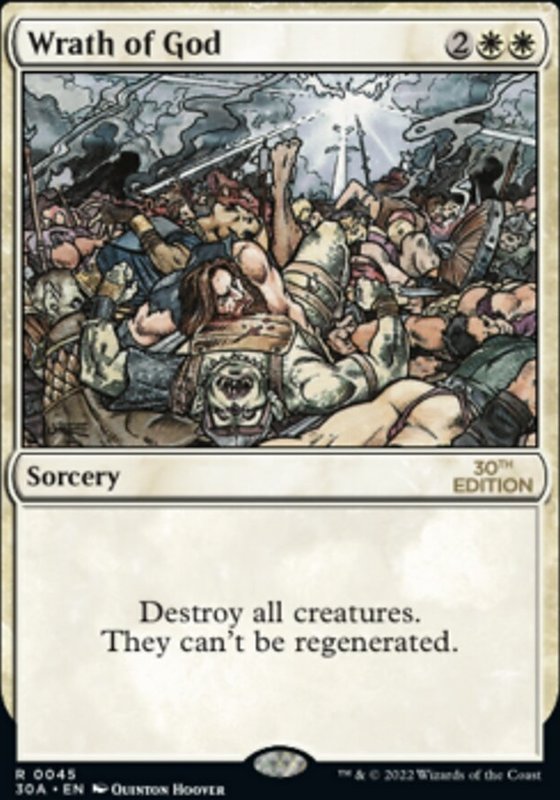 Wrath of God 2
Sorcery
30TH
EDITION
Destroy all creatures.
They can't be regenerated.
R 0045
30A • EN Quinton Hoover
™ & © 2022 Wizards of the Coast